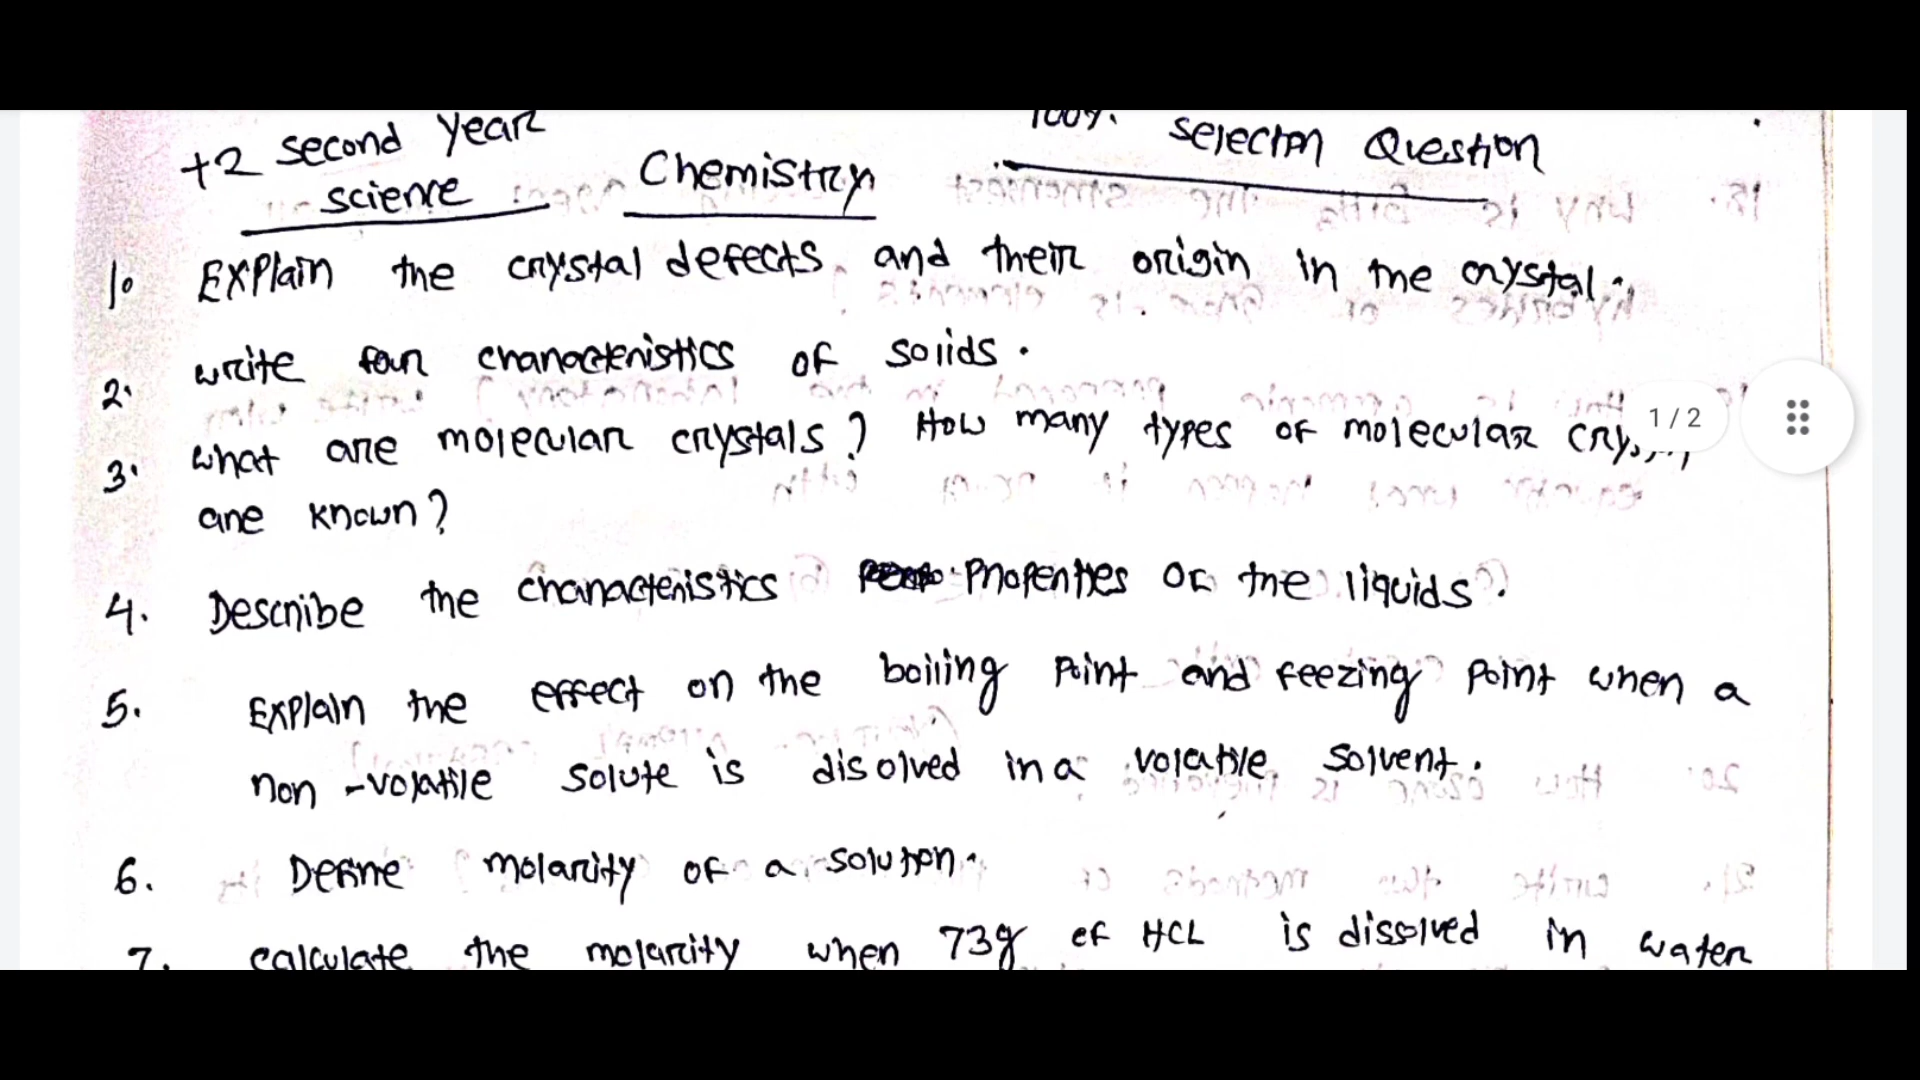 +2 second year
science
Chemistry
100%. Selection Question
1. Explain the crystal defects and their origin in the crystal.
2. write four characteristics of solids.
3. what are molecular crystals? How many types of molecular
1/2
are known?
4. Describe the characteristics Properties of the liquids.
5. Explain the effect on the boiling Point and feezing point when a
non-volatile solute is disolved in a volatile solvent.
6. Define molarity of a solution.
7. calculate the molarity when 73g of HCL is dissolved in water